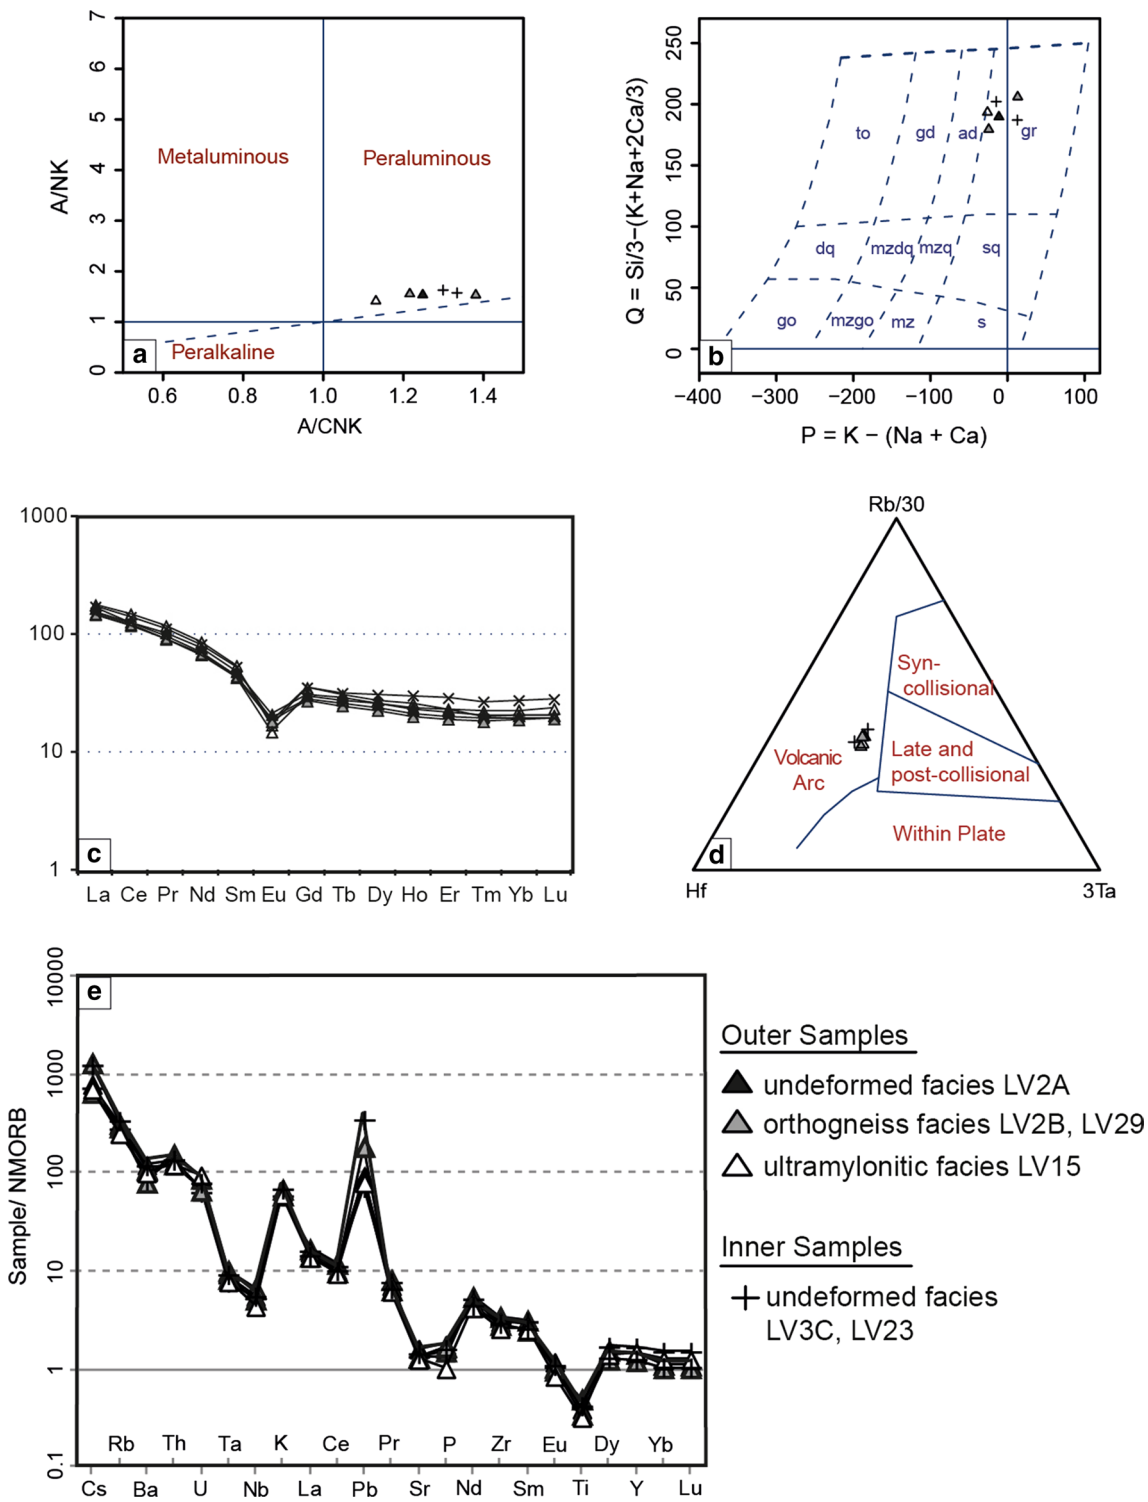 7
6
5
4
3
2
1
0
A/NK
Metaluminous
Peraluminous
Peralkaline
a
0.6 0.8 1.0 1.2 1.4
A/CNK
250
200
150
100
50
0
Q = Si/3−(K+Na+2Ca/3)
to gd ad gr
dq mzdq mzq sq
go mzgo mz s
b
−400 −300 −200 −100 0 100
P = K − (Na + Ca)
1000
100
10
1
c
La Ce Pr Nd Sm Eu Gd Tb Dy Ho Er Tm Yb Lu
Rb/30
Syn-
collisional
Volcanic
Arc
Late and
post-collisional
Within Plate
d
Hf
3Ta
e
10000
1000
100
10
1
0.1
Sample/ NMORB
Rb Th Ta K Ce Pr P Zr Eu Dy Yb
Cs Ba U Nb La Pb Sr Nd Sm Ti Y Lu
Outer Samples
undeformed facies LV2A
orthogneiss facies LV2B, LV29
ultramylonitic facies LV15
Inner Samples
undeformed facies
LV3C, LV23